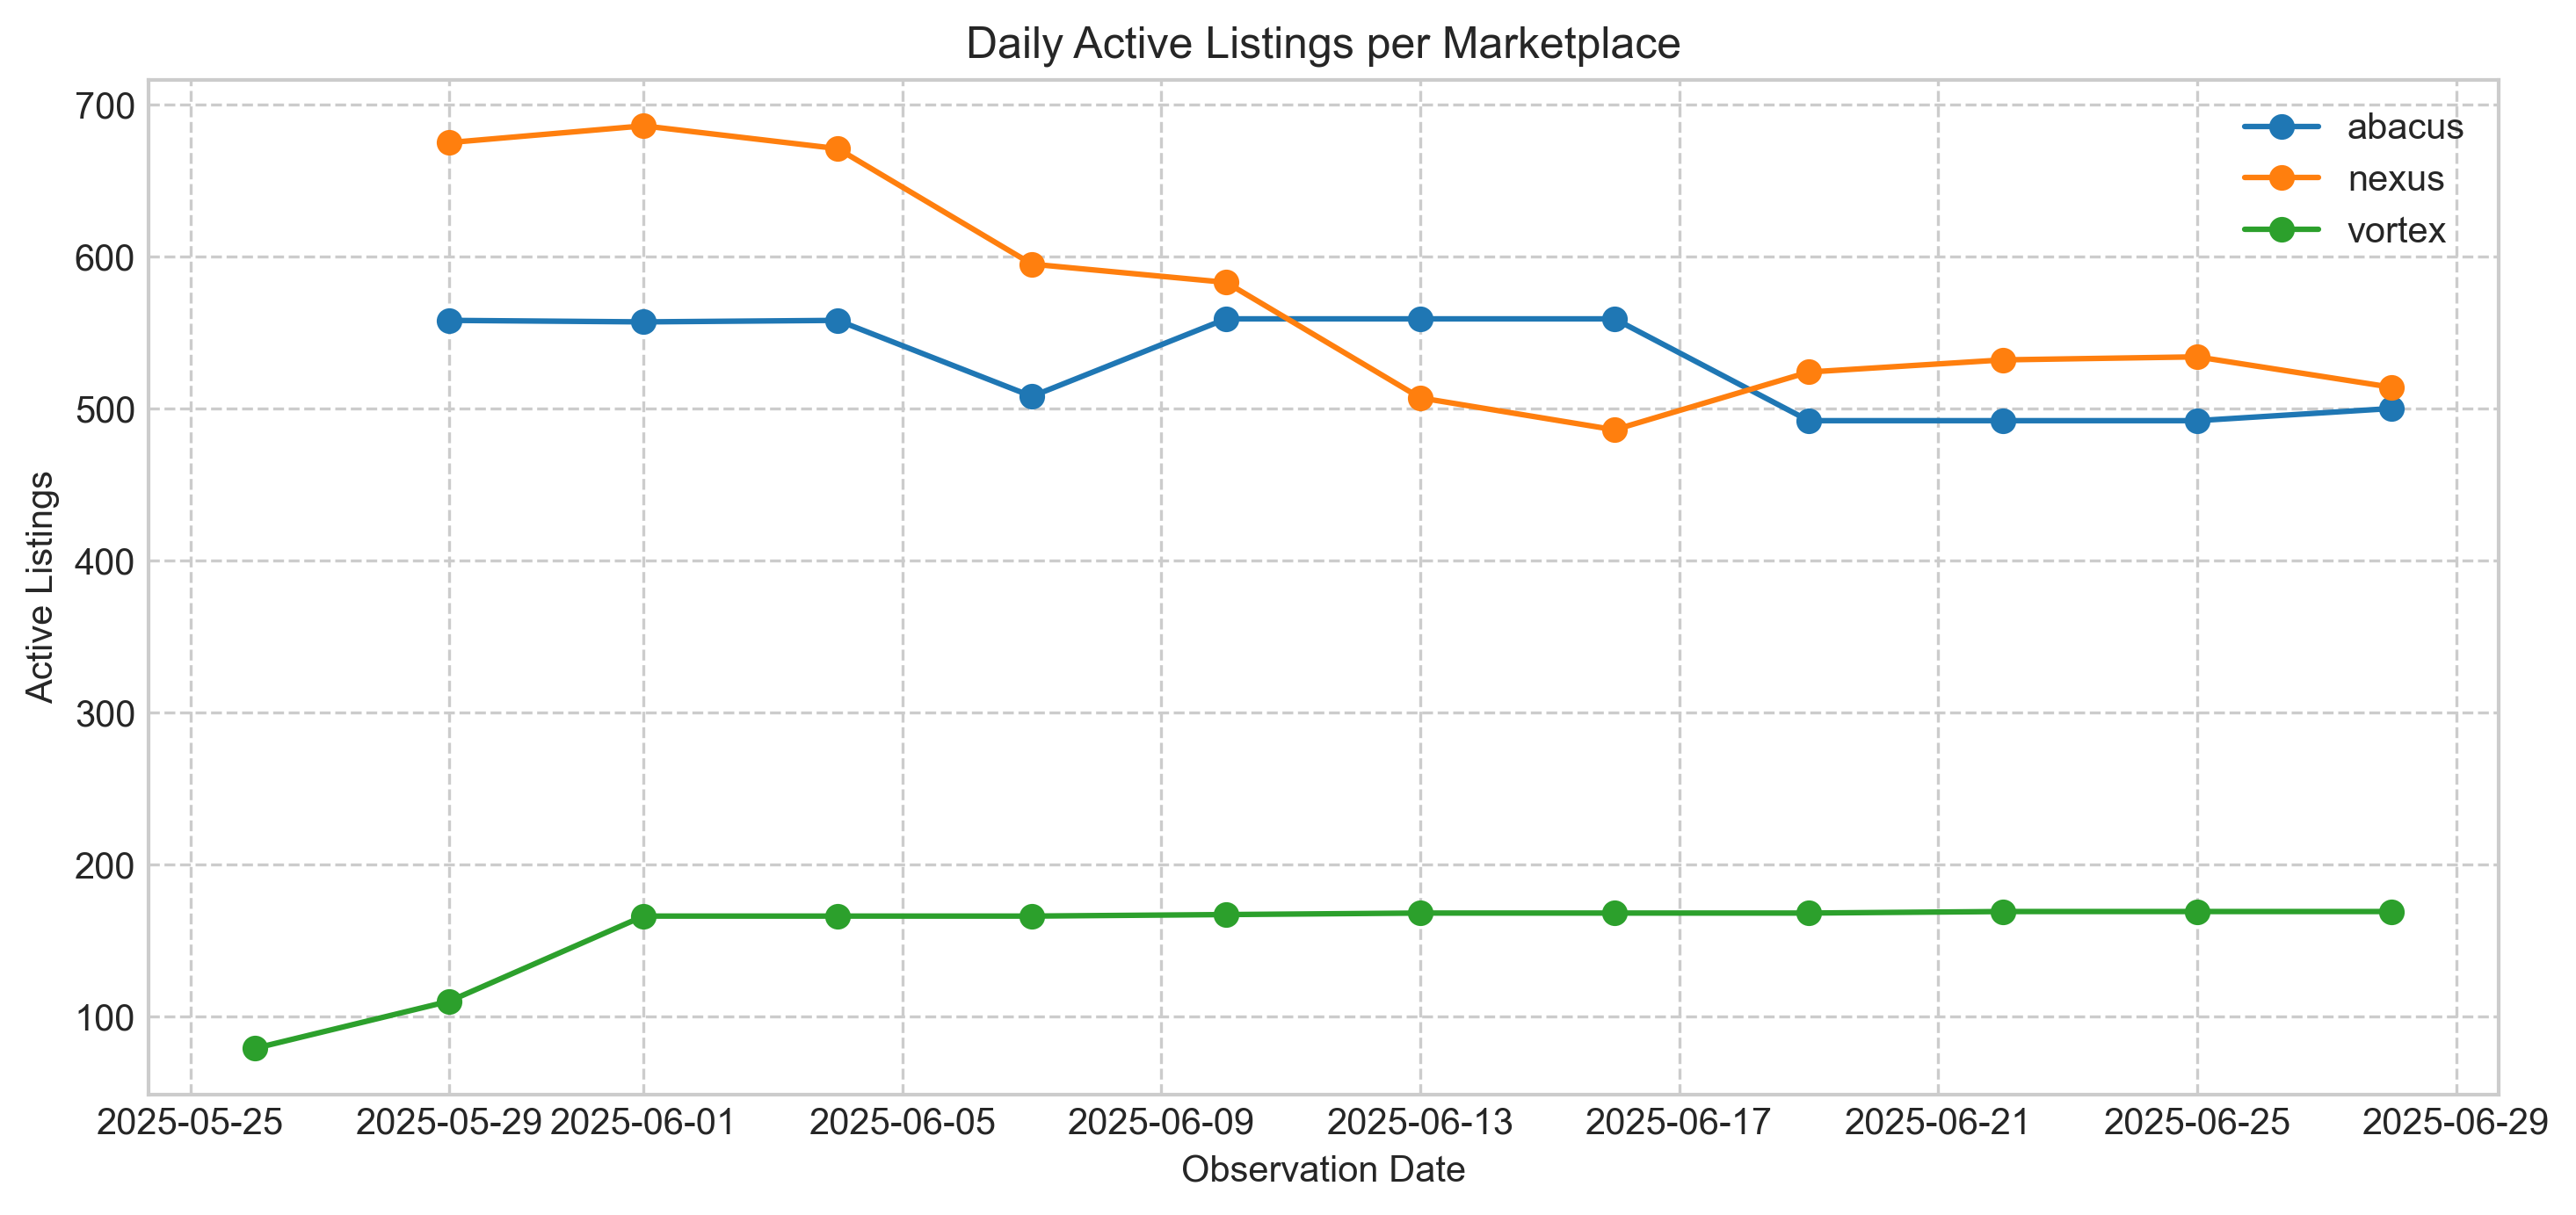 Daily Active Listings per Marketplace
700
600
500
400
300
200
100
Active Listings
abacus
nexus
vortex
2025-05-25 2025-05-29 2025-06-01 2025-06-05 2025-06-09 2025-06-13 2025-06-17 2025-06-21 2025-06-25 2025-06-29
Observation Date